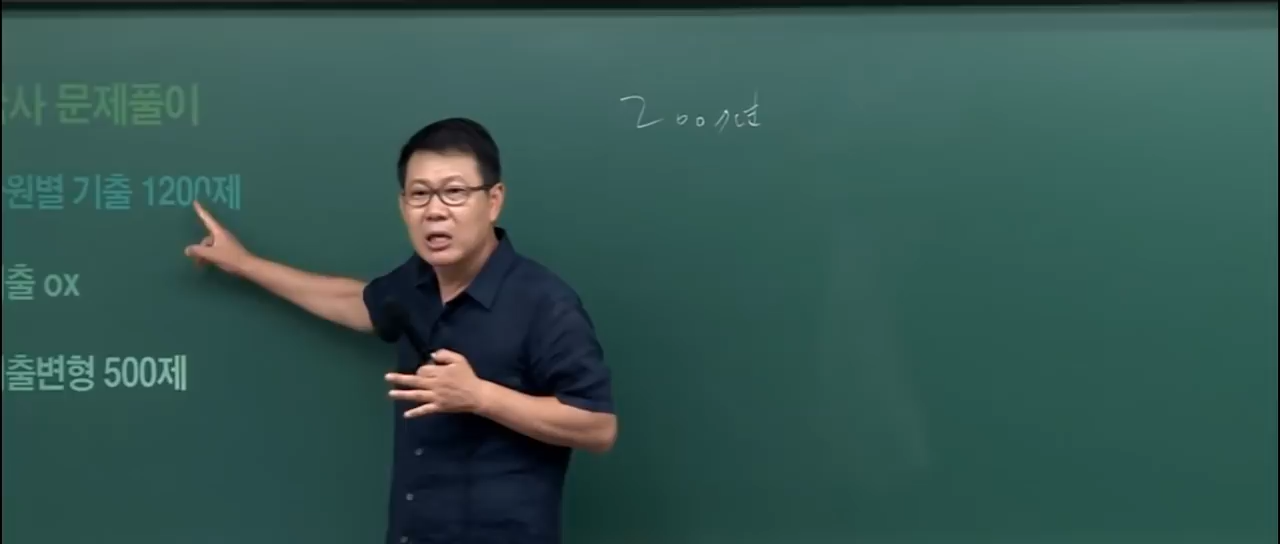 사 문제풀이
2007년
원별 기출 1200제
출 ox
출변형 500제